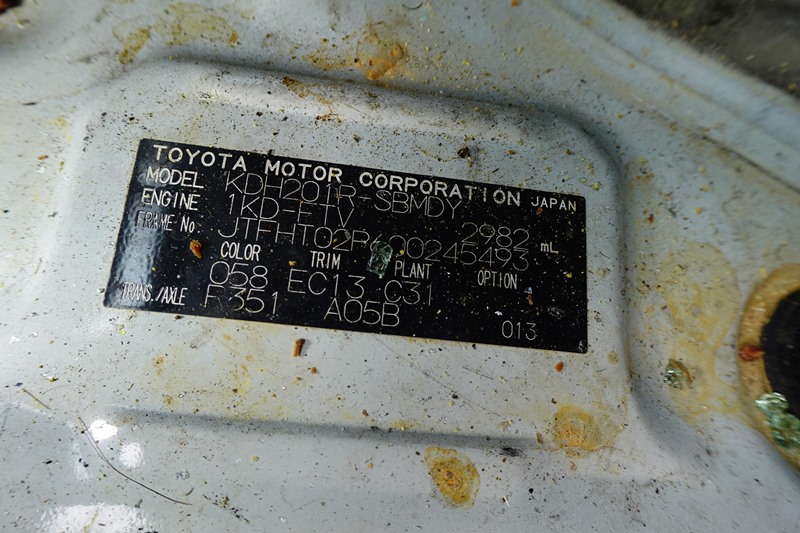 TOYOTA MOTOR CORPORATION JAPAN
MODEL KDH201R-SBMDY
ENGINE 1KD-FTV 2982 mL
FRAME No JTFHT02P400245493
COLOR TRIM PLANT OPTION
058 EC13 C31
TRANS./AXLE R351 A05B 013